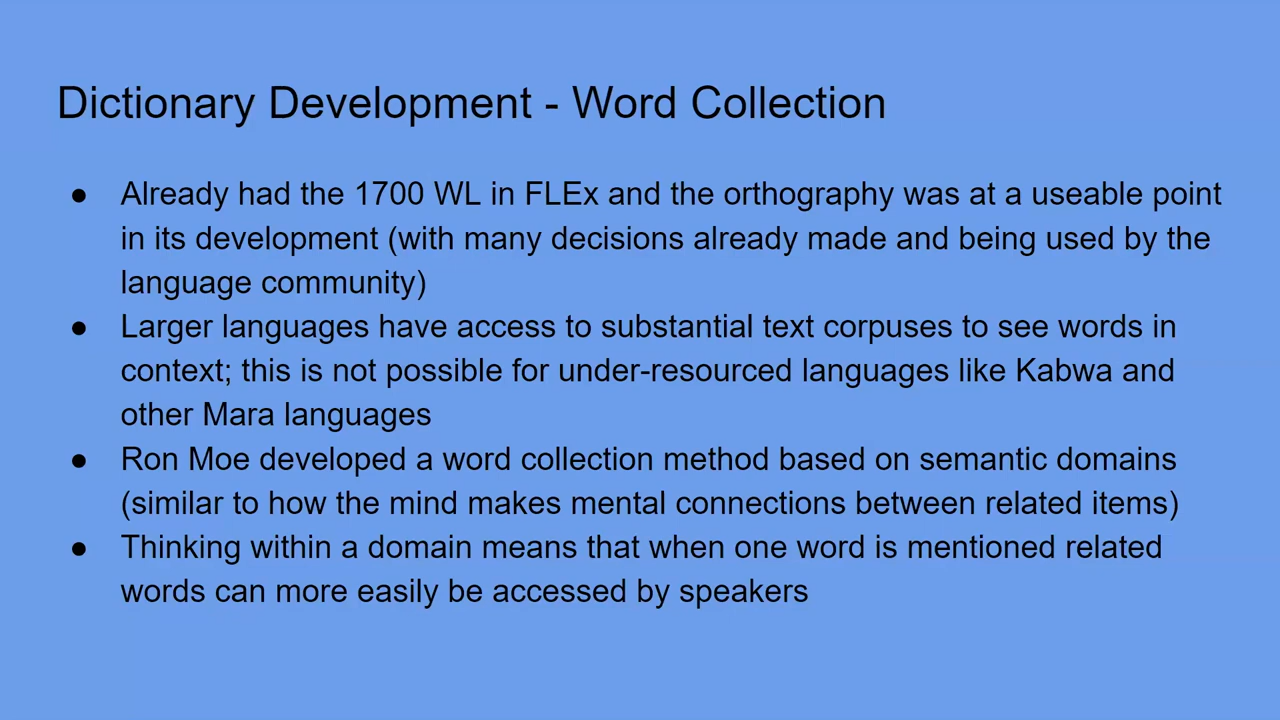 Dictionary Development - Word Collection
● Already had the 1700 WL in FLEx and the orthography was at a useable point
in its development (with many decisions already made and being used by the
language community)
● Larger languages have access to substantial text corpuses to see words in
context; this is not possible for under-resourced languages like Kabwa and
other Mara languages
● Ron Moe developed a word collection method based on semantic domains
(similar to how the mind makes mental connections between related items)
● Thinking within a domain means that when one word is mentioned related
words can more easily be accessed by speakers